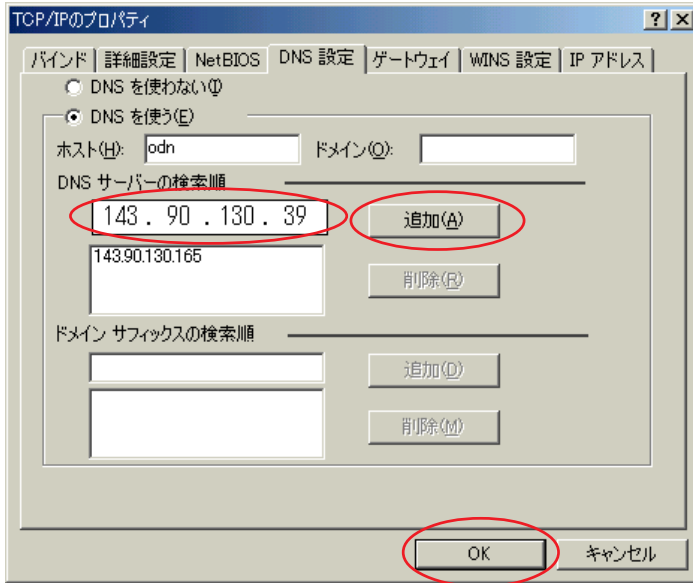 TCP/IPのプロパティ ? ×
バインド 詳細設定 NetBIOS DNS 設定 ゲートウェイ WINS 設定 IP アドレス
DNS を使わない(I)
DNS を使う(E)
ホスト(H): odn ドメイン(O):
DNS サーバーの検索順
143 . 90 . 130 . 39 追加(A)
143.90.130.165
削除(R)
ドメイン サフィックスの検索順
追加(D)
削除(M)
OK キャンセル